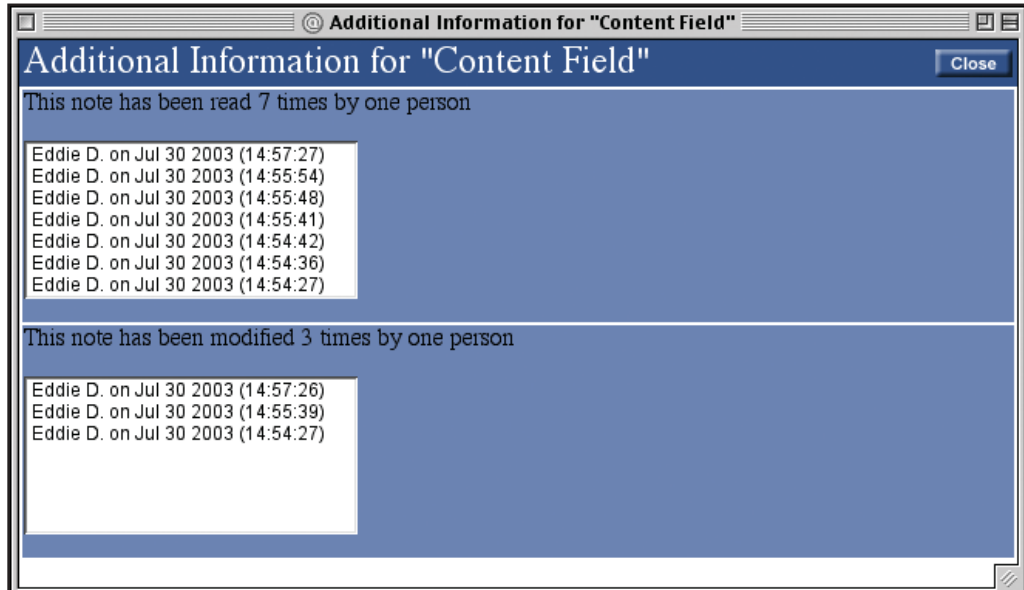 Additional Information for "Content Field"
Additional Information for "Content Field"
Close
This note has been read 7 times by one person
Eddie D. on Jul 30 2003 (14:57:27)
Eddie D. on Jul 30 2003 (14:55:54)
Eddie D. on Jul 30 2003 (14:55:48)
Eddie D. on Jul 30 2003 (14:55:41)
Eddie D. on Jul 30 2003 (14:54:42)
Eddie D. on Jul 30 2003 (14:54:36)
Eddie D. on Jul 30 2003 (14:54:27)
This note has been modified 3 times by one person
Eddie D. on Jul 30 2003 (14:57:26)
Eddie D. on Jul 30 2003 (14:55:39)
Eddie D. on Jul 30 2003 (14:54:27)